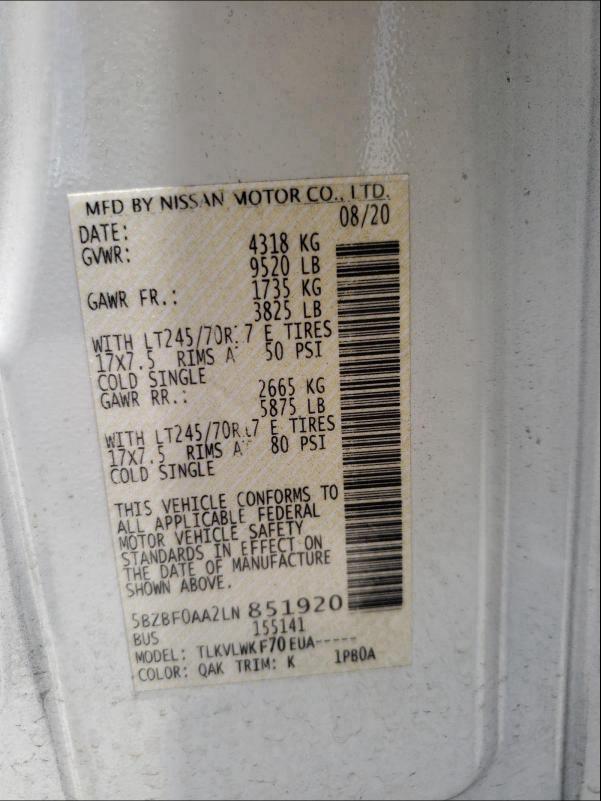 MFD BY NISSAN MOTOR CO., LTD.
DATE: 08/20
GVWR: 4318 KG
9520 LB
GAWR FR.: 1735 KG
3825 LB
WITH LT245/70R17 E TIRES
17X7.5 RIMS AT 50 PSI
COLD SINGLE
GAWR RR.: 2665 KG
5875 LB
WITH LT245/70R17 E TIRES
17X7.5 RIMS AT 80 PSI
COLD SINGLE
THIS VEHICLE CONFORMS TO
ALL APPLICABLE FEDERAL
MOTOR VEHICLE SAFETY
STANDARDS IN EFFECT ON
THE DATE OF MANUFACTURE
SHOWN ABOVE.
5BZBF0AA2LN851920
BUS 155141
MODEL: TLKVLWKF70EUA-----
COLOR: QAK TRIM: K 1PB0A